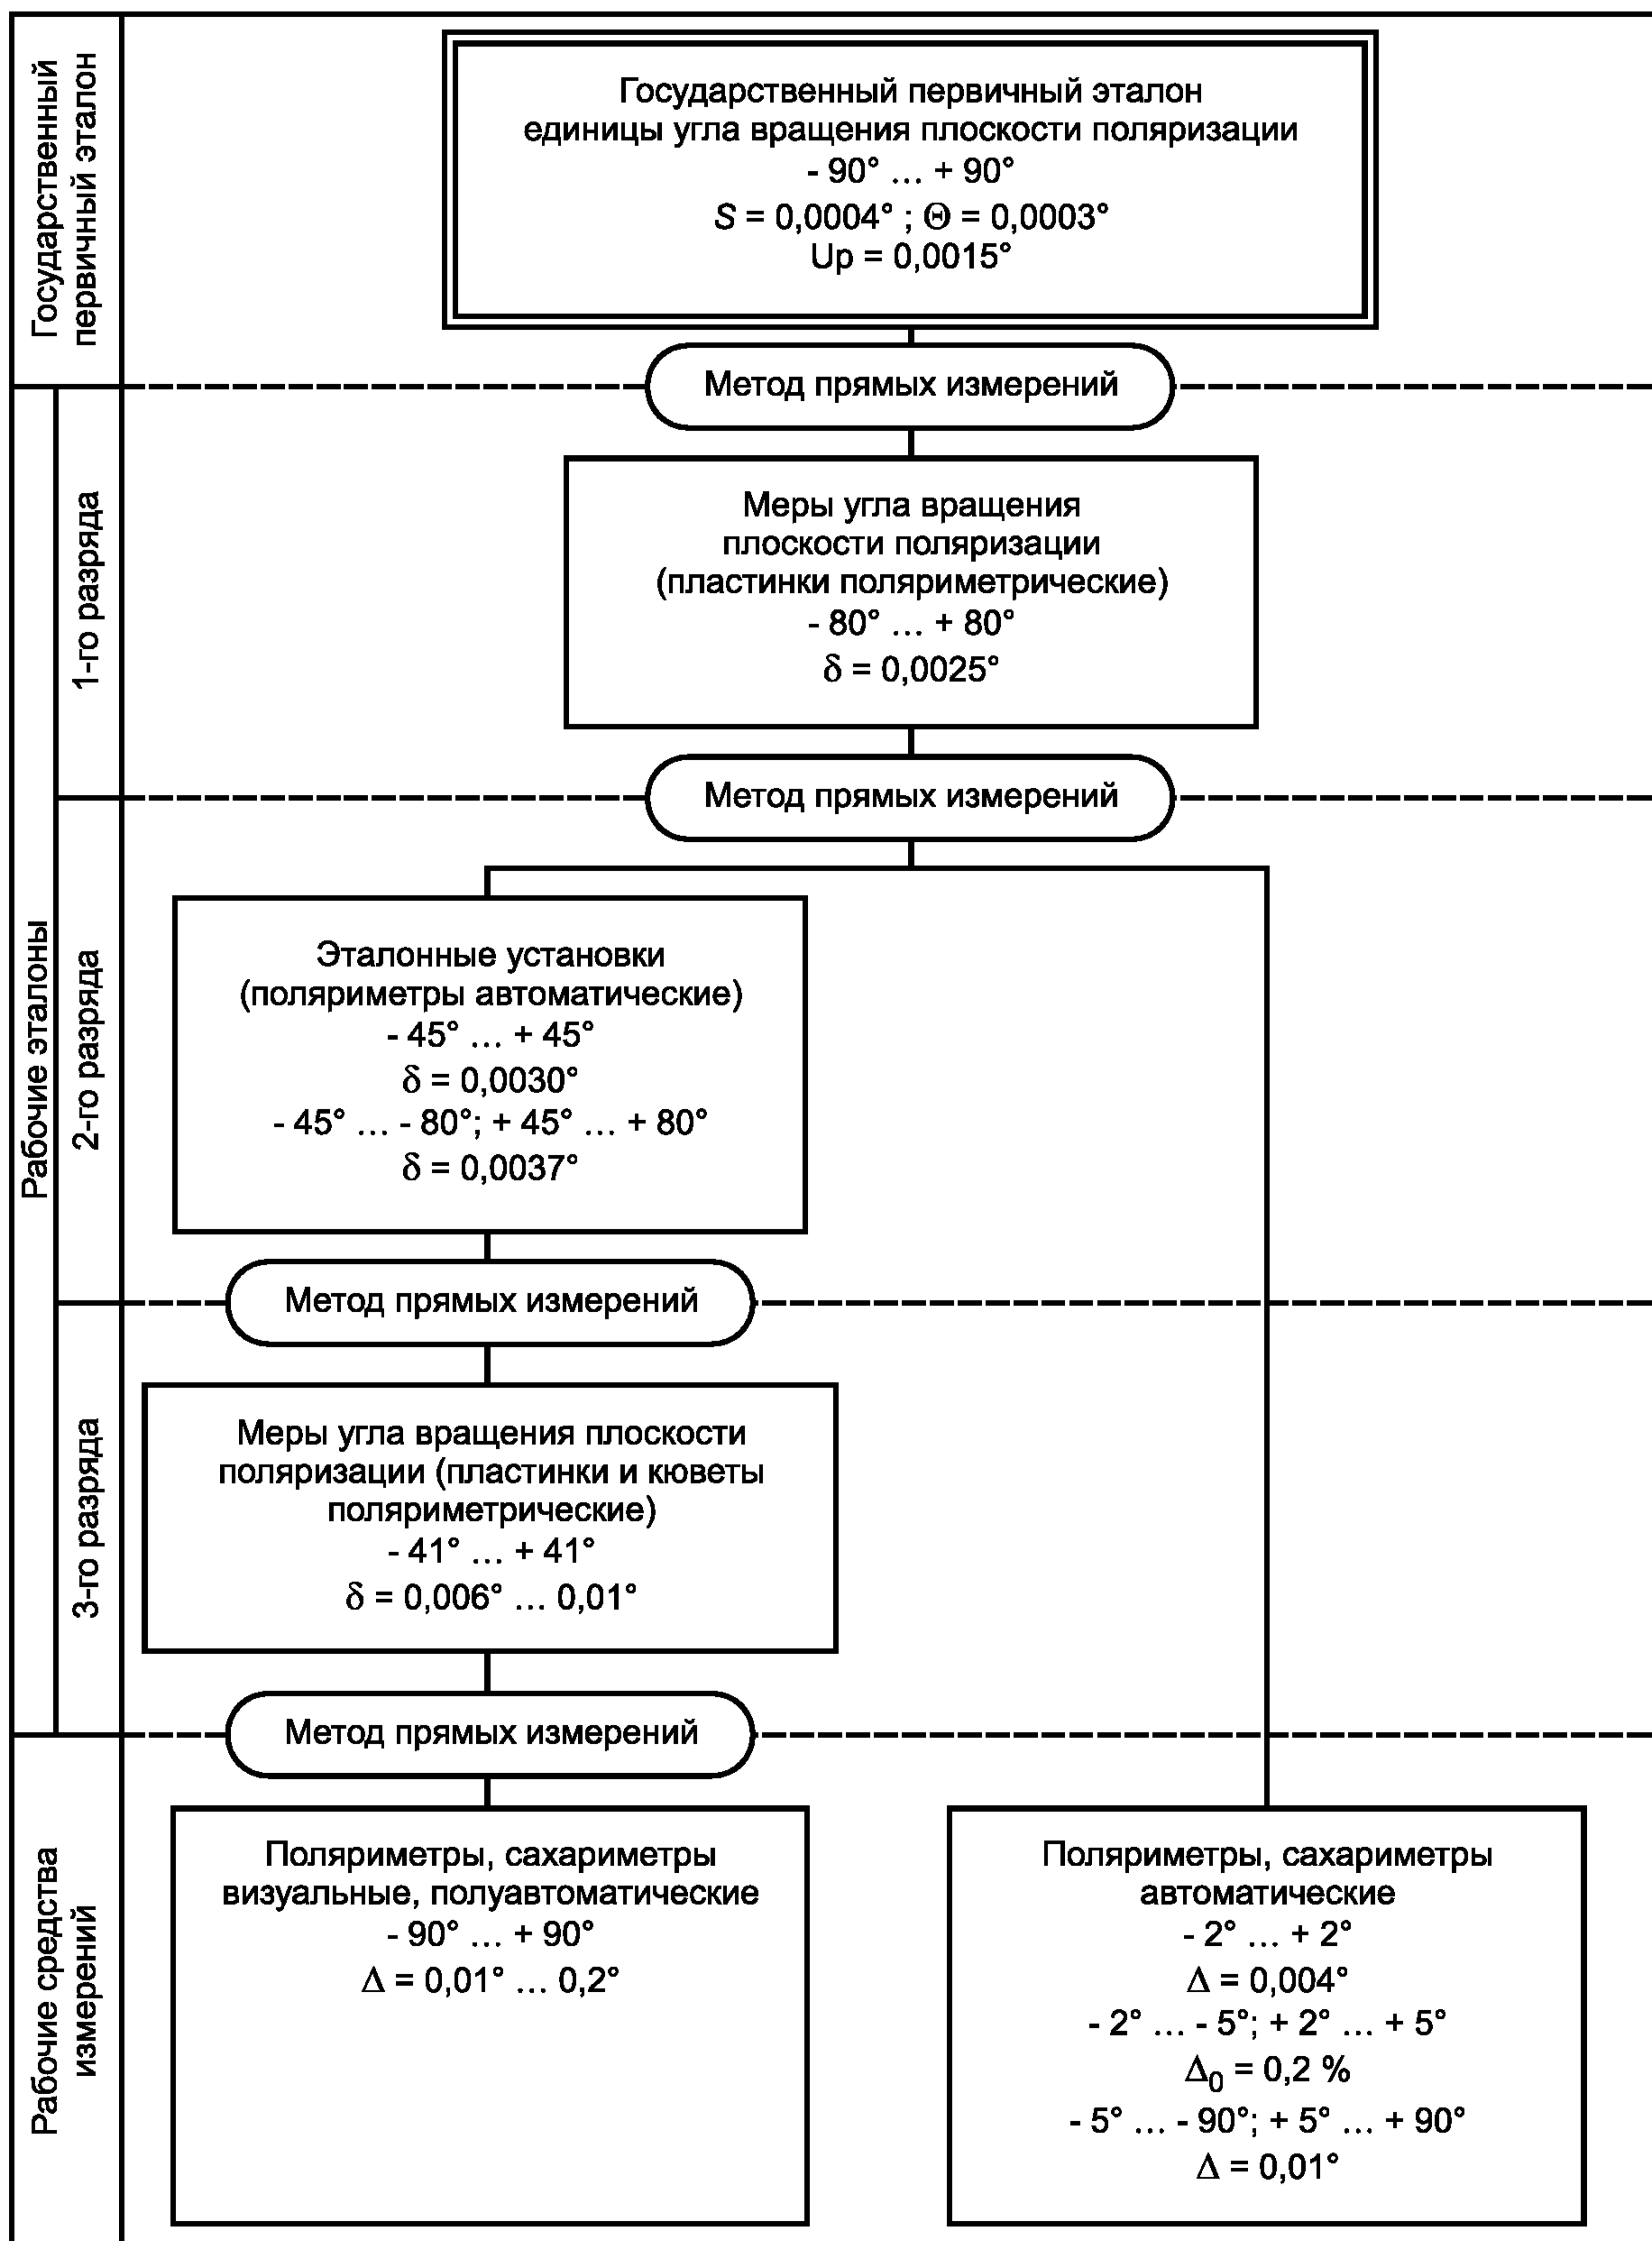 Государственный
первичный эталон
Государственный первичный эталон
единицы угла вращения плоскости поляризации
- 90° … + 90°
S = 0,0004° ; Θ = 0,0003°
Up = 0,0015°
Метод прямых измерений
Рабочие эталоны
1-го разряда
Меры угла вращения
плоскости поляризации
(пластинки поляриметрические)
- 80° … + 80°
δ = 0,0025°
Метод прямых измерений
2-го разряда
Эталонные установки
(поляриметры автоматические)
- 45° … + 45°
δ = 0,0030°
- 45° … - 80°; + 45° … + 80°
δ = 0,0037°
Метод прямых измерений
3-го разряда
Меры угла вращения плоскости
поляризации (пластинки и кюветы
поляриметрические)
- 41° … + 41°
δ = 0,006° … 0,01°
Метод прямых измерений
Рабочие средства
измерений
Поляриметры, сахариметры
визуальные, полуавтоматические
- 90° … + 90°
Δ = 0,01° … 0,2°
Поляриметры, сахариметры
автоматические
- 2° … + 2°
Δ = 0,004°
- 2° … - 5°; + 2° … + 5°
Δ₀ = 0,2 %
- 5° … - 90°; + 5° … + 90°
Δ = 0,01°